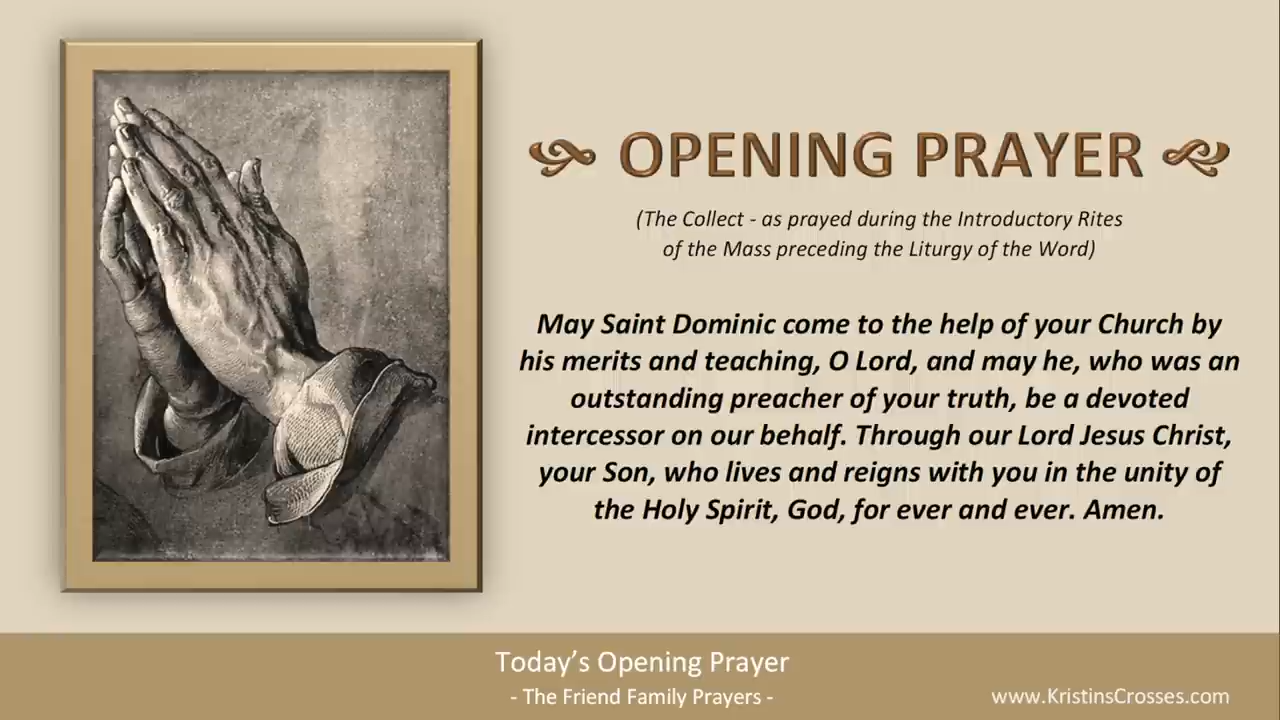 OPENING PRAYER
(The Collect - as prayed during the Introductory Rites
of the Mass preceding the Liturgy of the Word)
May Saint Dominic come to the help of your Church by
his merits and teaching, O Lord, and may he, who was an
outstanding preacher of your truth, be a devoted
intercessor on our behalf. Through our Lord Jesus Christ,
your Son, who lives and reigns with you in the unity of
the Holy Spirit, God, for ever and ever. Amen.
Today’s Opening Prayer
- The Friend Family Prayers -
www.KristinsCrosses.com